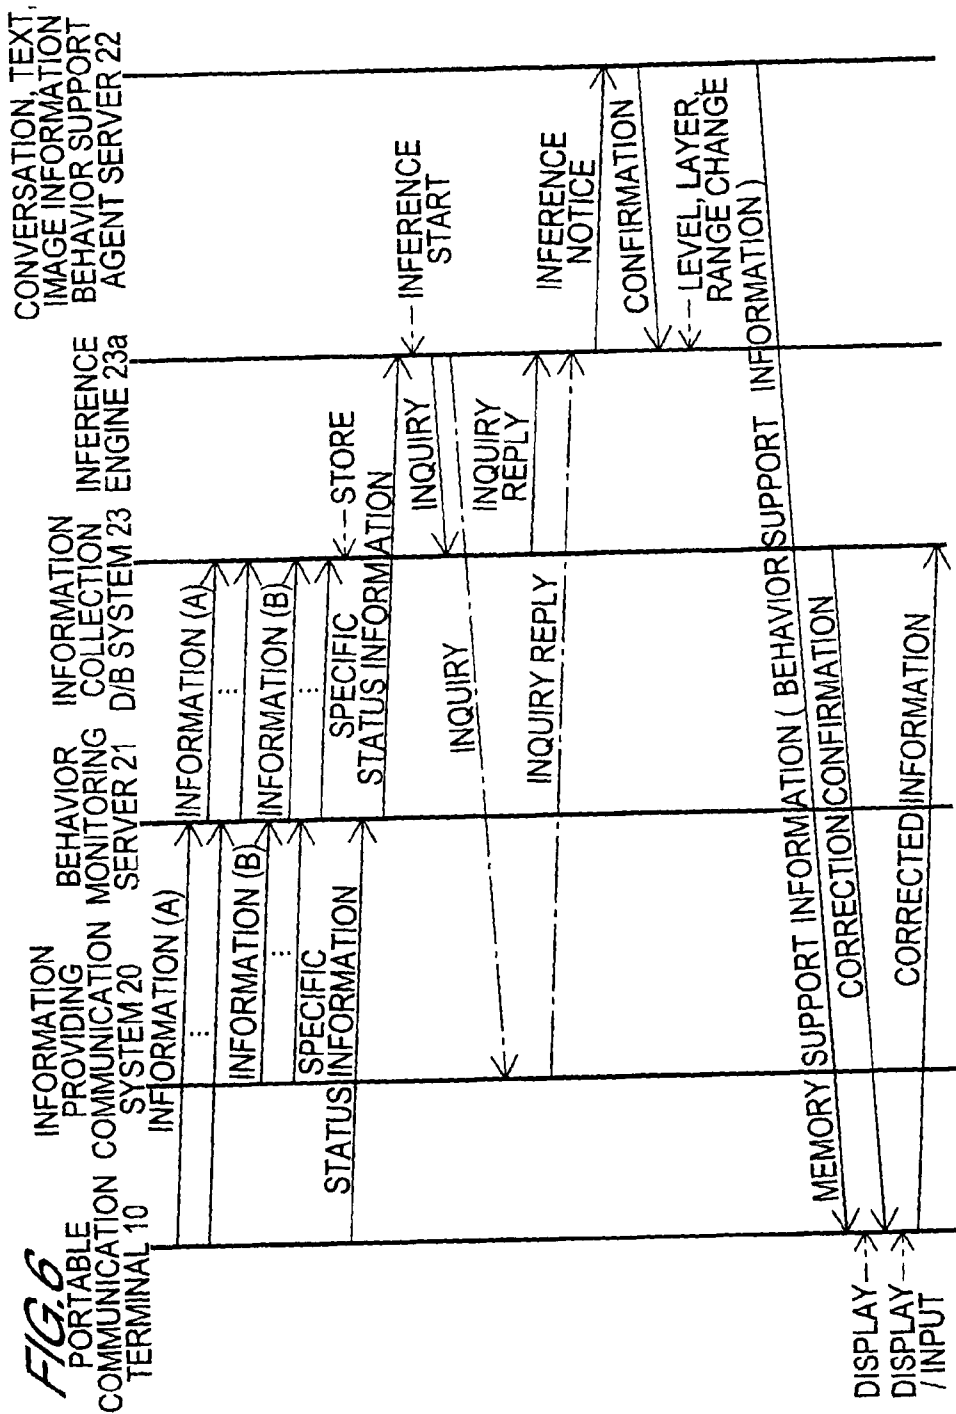 FIG.6
PORTABLE
COMMUNICATION
TERMINAL 10
INFORMATION
PROVIDING
COMMUNICATION
SYSTEM 20
BEHAVIOR
MONITORING
SERVER 21
INFORMATION
COLLECTION
D/B SYSTEM 23
INFERENCE
ENGINE 23a
CONVERSATION, TEXT,
IMAGE INFORMATION
BEHAVIOR SUPPORT
AGENT SERVER 22
INFORMATION (A)
...
INFORMATION (A)
...
INFORMATION (B)
...
INFORMATION (B)
...
SPECIFIC
STATUS INFORMATION
SPECIFIC
STATUS INFORMATION
STORE
INFERENCE
START
INQUIRY
INQUIRY
INQUIRY
REPLY
INQUIRY REPLY
INFERENCE
NOTICE
CONFIRMATION
LEVEL, LAYER,
RANGE CHANGE
MEMORY SUPPORT INFORMATION ( BEHAVIOR SUPPORT INFORMATION )
CORRECTION CONFIRMATION
CORRECTED INFORMATION
DISPLAY
DISPLAY
/ INPUT